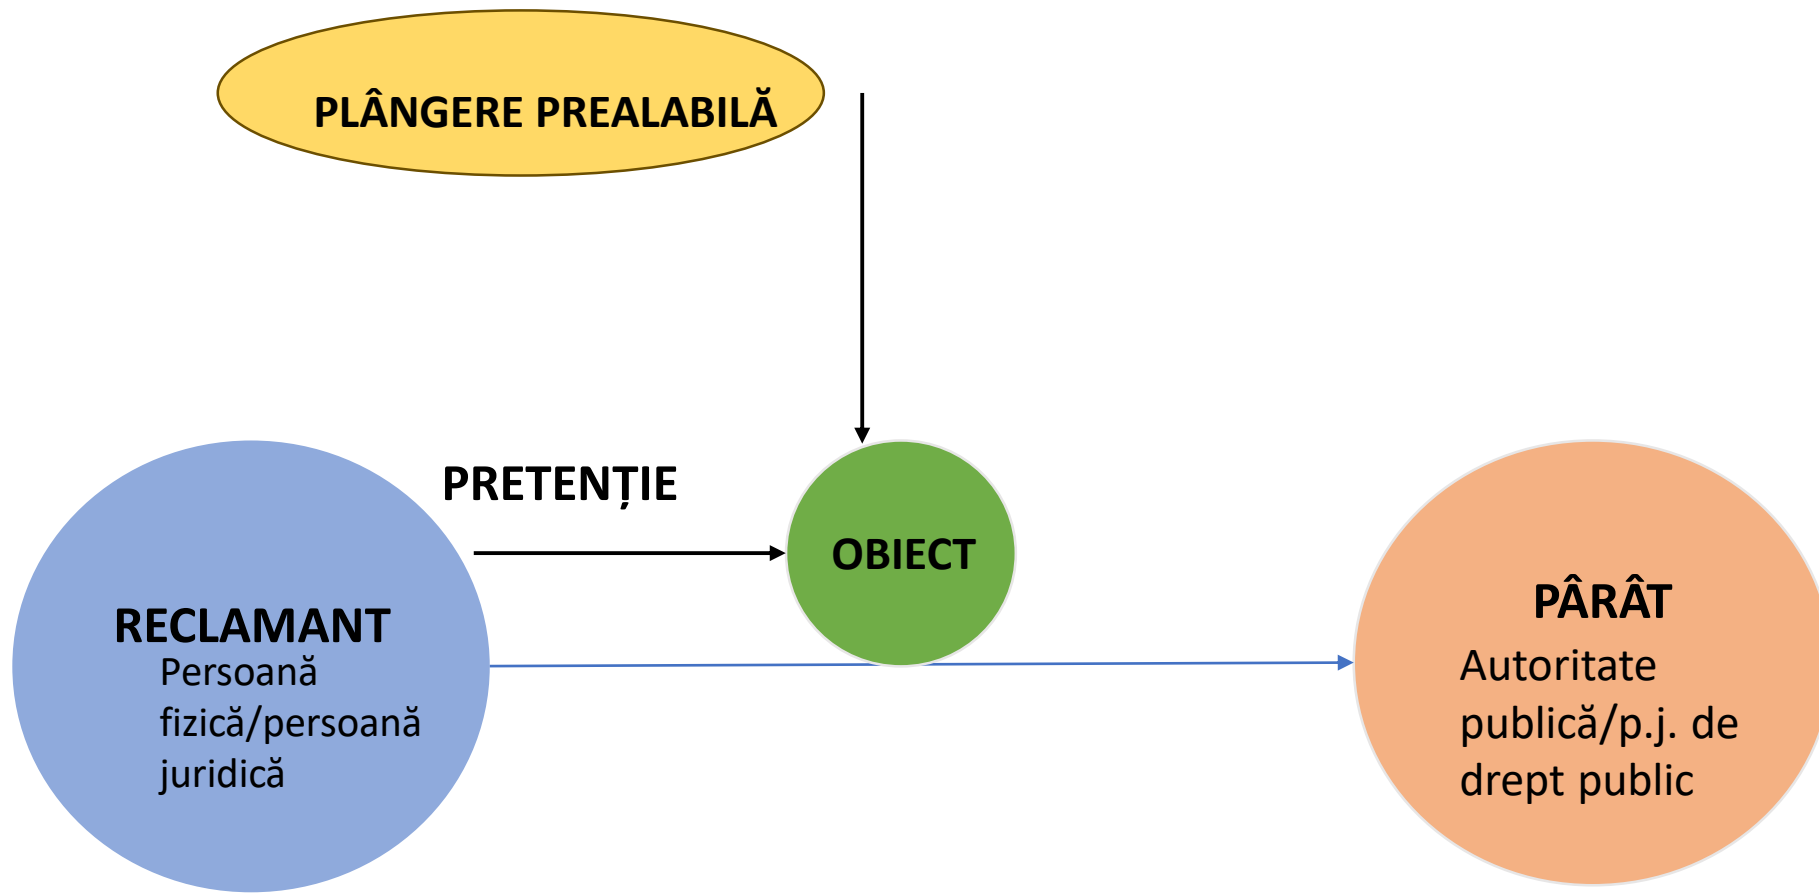 PLÂNGERE PREALABILĂ
PRETENȚIE
OBIECT
RECLAMANT
Persoană
fizică/persoană
juridică
PÂRÂT
Autoritate
publică/p.j. de
drept public